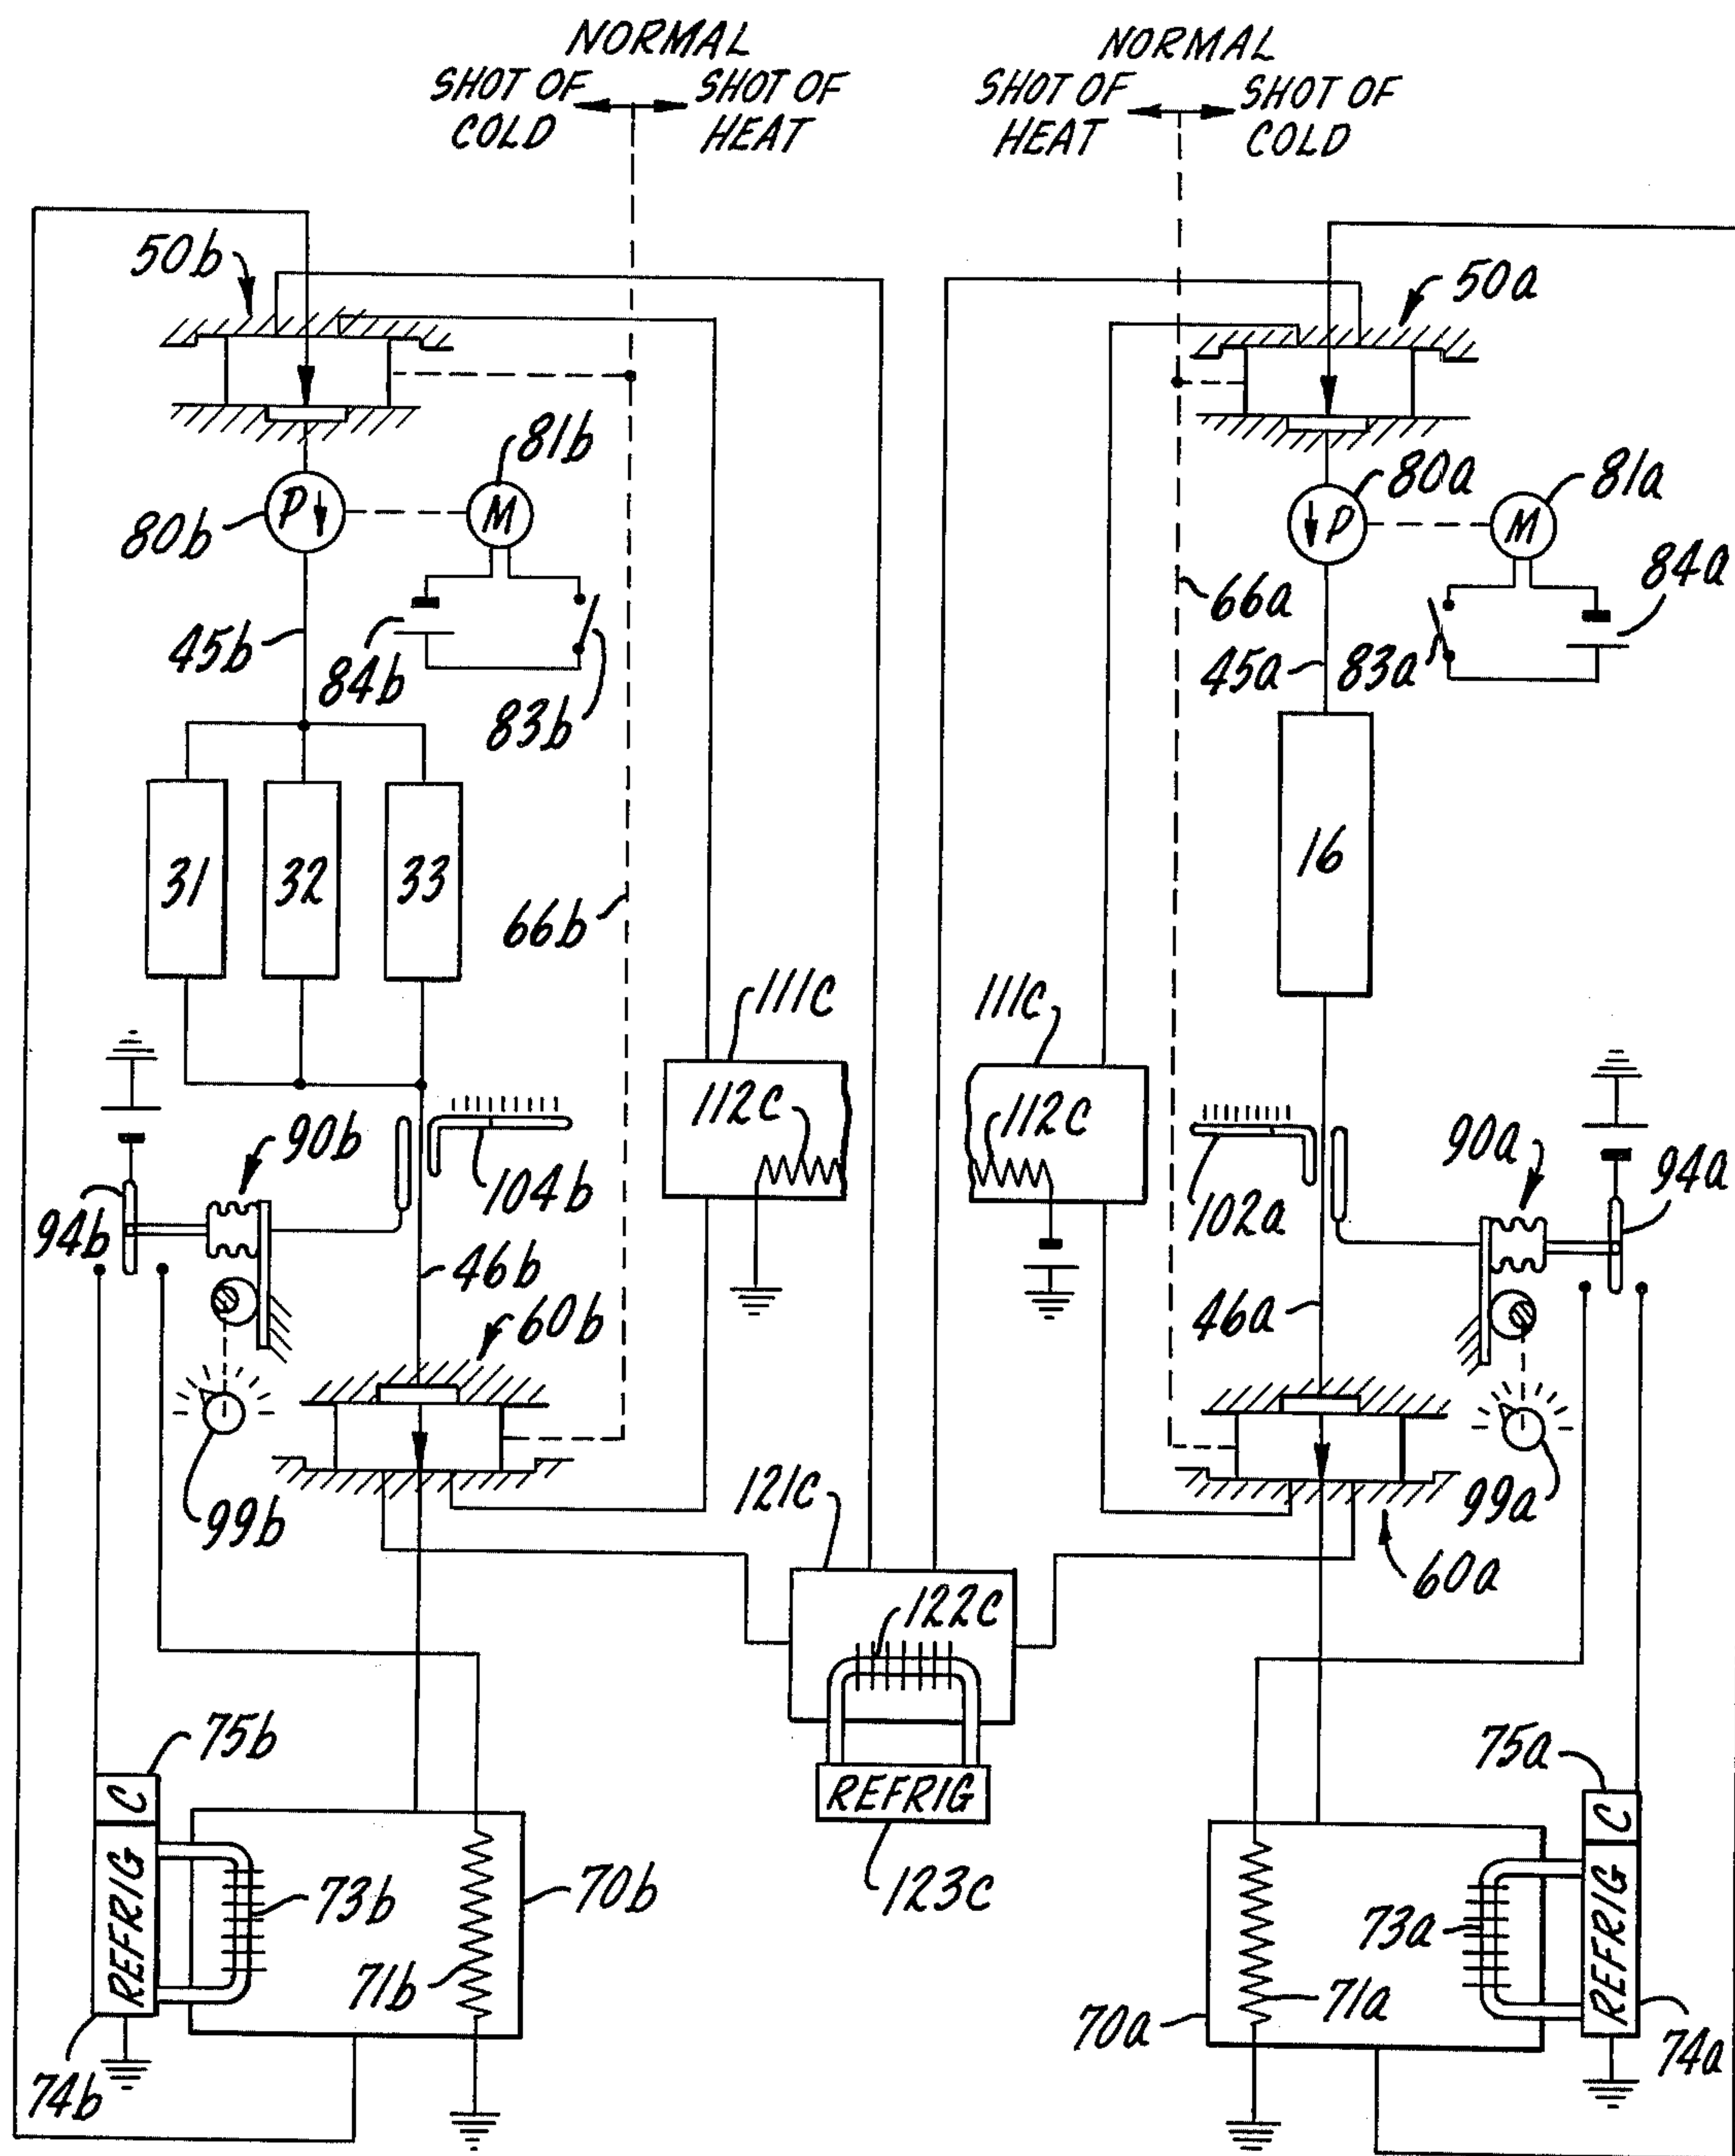 NORMAL
SHOT OF COLD
SHOT OF HEAT
NORMAL
SHOT OF HEAT
SHOT OF COLD
50b
50a
81b
80a
81a
P
M
P
M
80b
84a
66a
45b
84b
83b
45a
83a
31
32
33
16
66b
111c
111c
112c
112c
90b
104b
102a
90a
94a
94b
46b
46a
60b
99b
99a
121c
60a
122c
75b
75a
C
C
REFRIG
REFRIG
REFRIG
73b
70b
123c
73a
71b
71a
70a
74b
74a